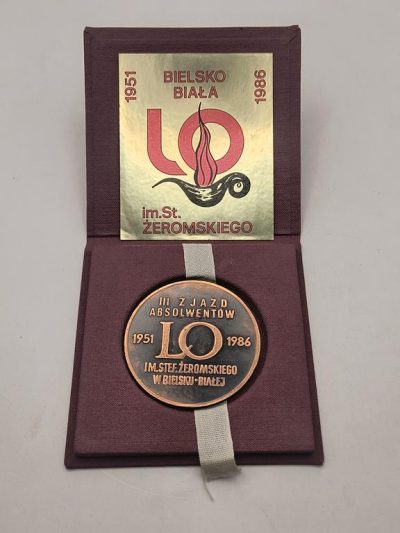 1951
BIELSKO
BIAŁA
1986
LO
im.St.
ŻEROMSKIEGO
III ZJAZD
ABSOLWENTÓW
1951 LO 1986
IM.STEF.ŻEROMSKIEGO
W BIELSKU-BIAŁEJ